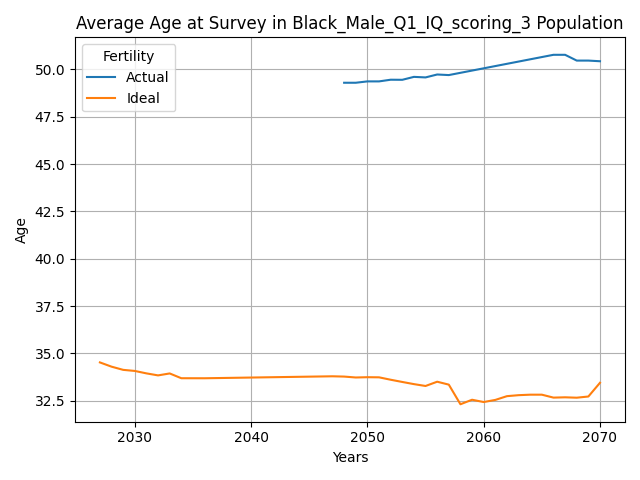 Average Age at Survey in Black_Male_Q1_IQ_scoring_3 Population
Fertility
Actual
Ideal
50.0
47.5
45.0
42.5
40.0
37.5
35.0
32.5
Age
2030 2040 2050 2060 2070
Years